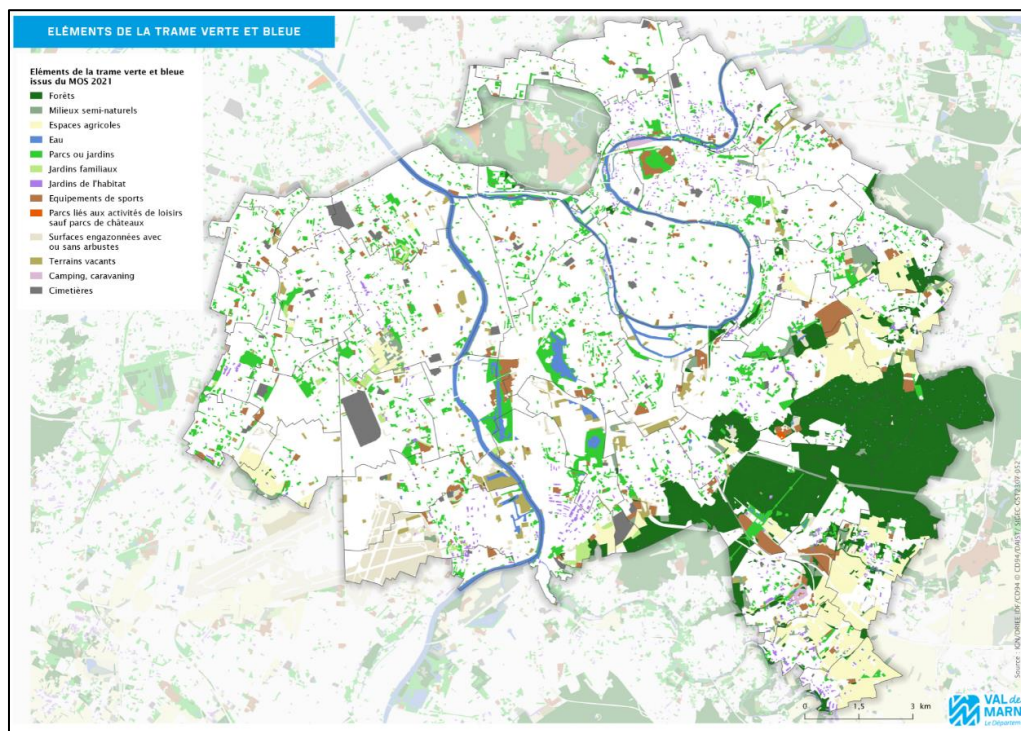 ELÉMENTS DE LA TRAME VERTE ET BLEUE
Eléments de la trame verte et bleue
issus du MOS 2021
Forêts
Milieux semi-naturels
Espaces agricoles
Eau
Parcs ou jardins
Jardins familiaux
Jardins de l'habitat
Equipements de sports
Parcs liés aux activités de loisirs
sauf parcs de châteaux
Surfaces engazonnées avec
ou sans arbustes
Terrains vacants
Camping, caravaning
Cimetières
0 1,5 3 km
VAL de
MARN
Le Départem